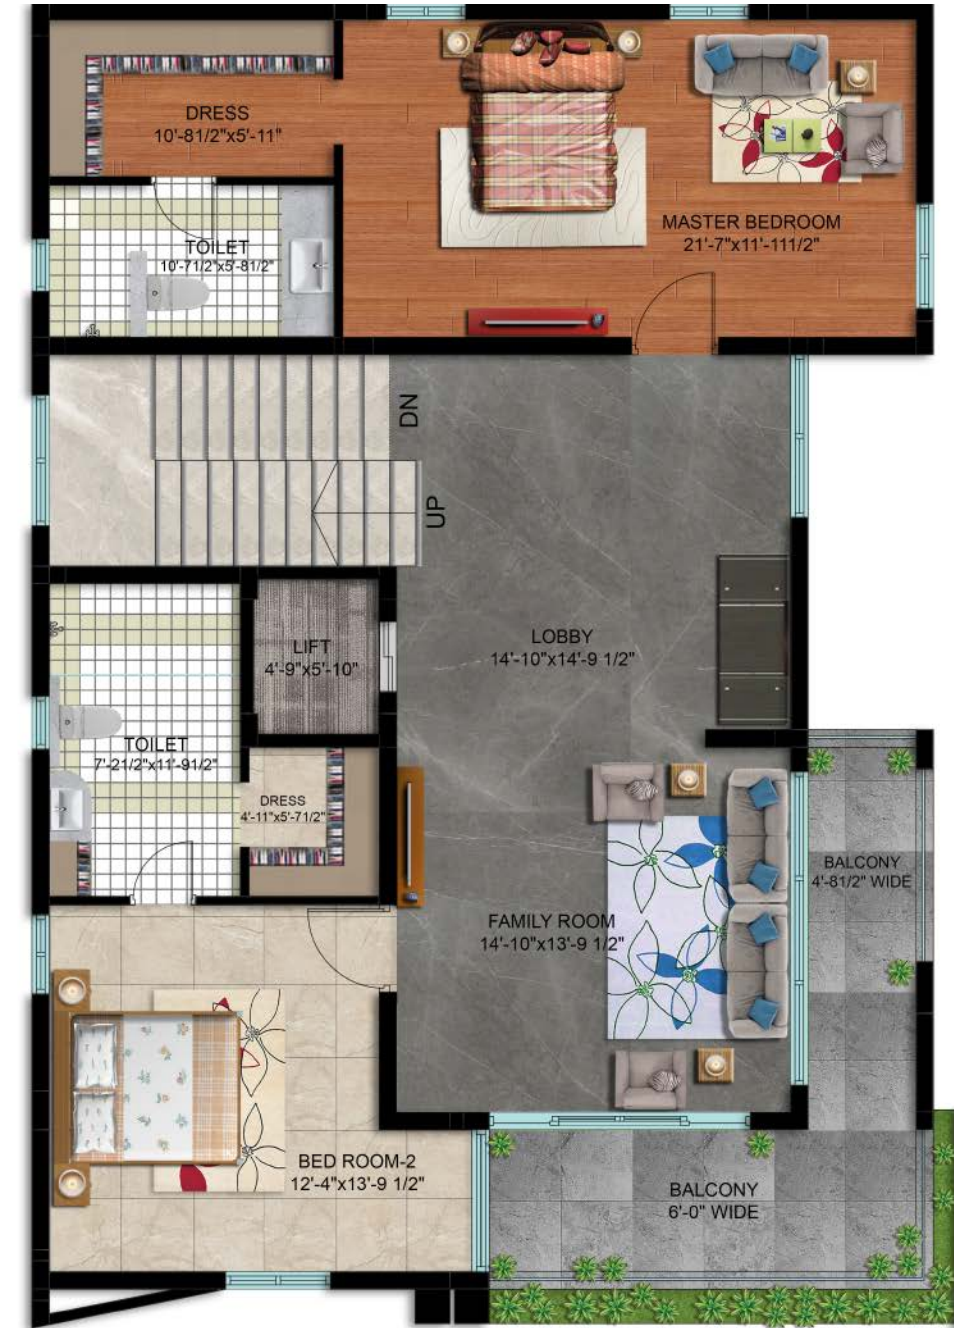 DRESS
10'-81/2"x5'-11"
MASTER BEDROOM
21'-7"x11'-111/2"
TOILET
10'-71/2"x5'-81/2"
DN
UP
LIFT
4'-9"x5'-10"
LOBBY
14'-10"x14'-9 1/2"
TOILET
7'-21/2"x11'-91/2"
DRESS
4'-11"x5'-71/2"
BALCONY
4'-81/2" WIDE
FAMILY ROOM
14'-10"x13'-9 1/2"
BED ROOM-2
12'-4"x13'-9 1/2"
BALCONY
6'-0" WIDE